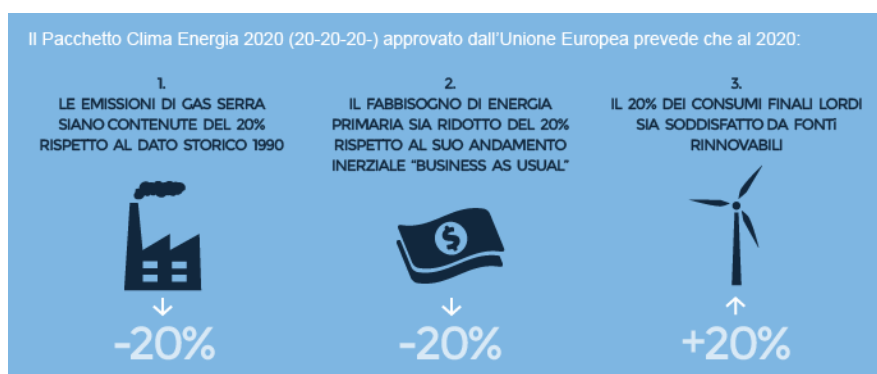 Il Pacchetto Clima Energia 2020 (20-20-20-) approvato dall'Unione Europea prevede che al 2020:
1.
LE EMISSIONI DI GAS SERRA
SIANO CONTENUTE DEL 20%
RISPETTO AL DATO STORICO 1990
-20%
2.
IL FABBISOGNO DI ENERGIA
PRIMARIA SIA RIDOTTO DEL 20%
RISPETTO AL SUO ANDAMENTO
INERZIALE "BUSINESS AS USUAL"
$
-20%
3.
IL 20% DEI CONSUMI FINALI LORDI
SIA SODDISFATTO DA FONTi
RINNOVABILI
+20%